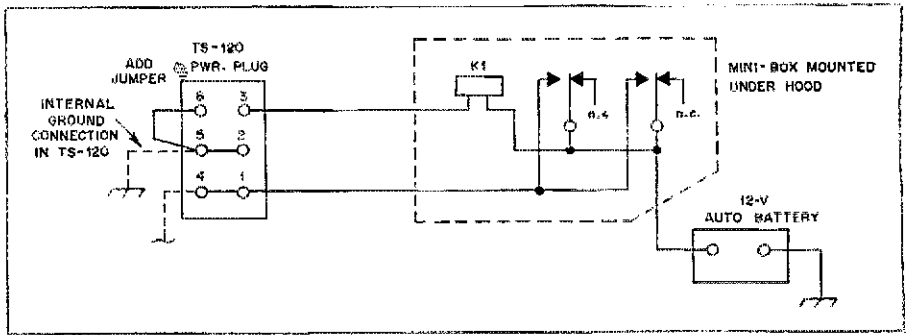 TS-120
PWR. PLUG
ADD
JUMPER
INTERNAL
GROUND
CONNECTION
IN TS-120
6 3
5 2
4 1
K1
n.c.
n.c.
MINI-BOX MOUNTED
UNDER HOOD
12-V
AUTO BATTERY